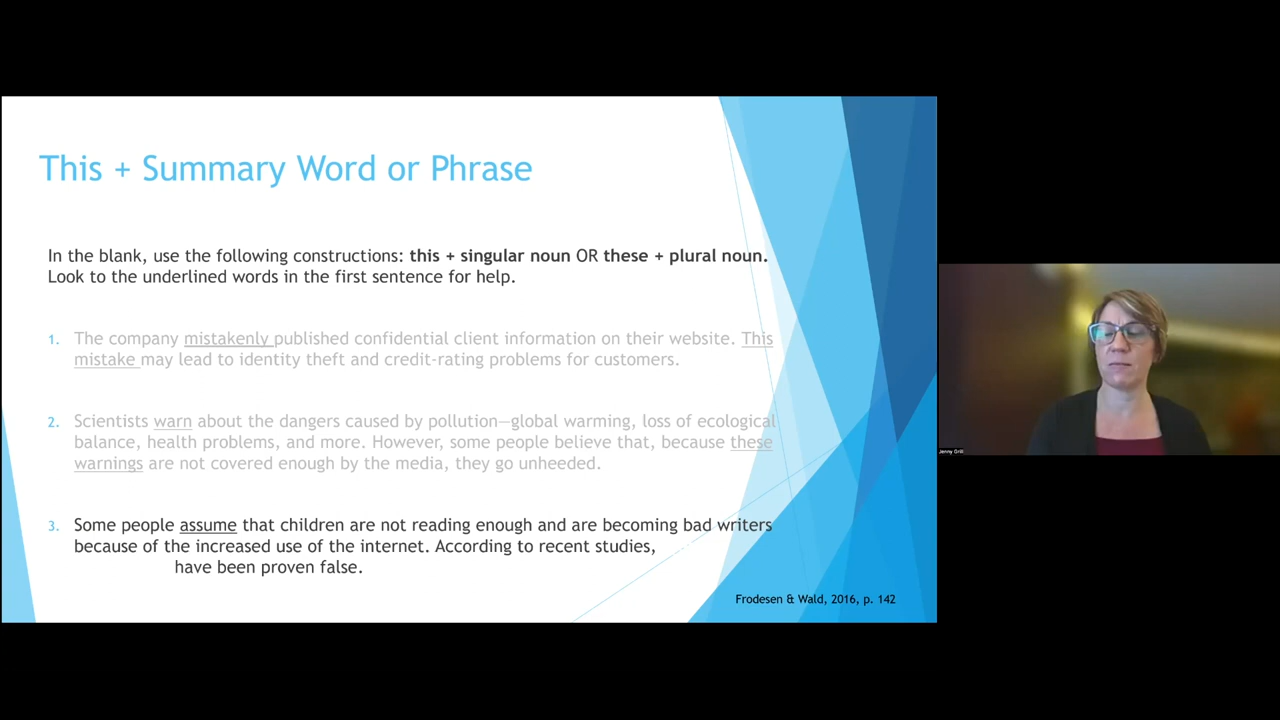 This + Summary Word or Phrase
In the blank, use the following constructions: this + singular noun OR these + plural noun.
Look to the underlined words in the first sentence for help.
1. The company mistakenly published confidential client information on their website. This
mistake may lead to identity theft and credit-rating problems for customers.
2. Scientists warn about the dangers caused by pollution—global warming, loss of ecological
balance, health problems, and more. However, some people believe that, because these
warnings are not covered enough by the media, they go unheeded.
3. Some people assume that children are not reading enough and are becoming bad writers
because of the increased use of the internet. According to recent studies,
have been proven false.
Frodesen & Wald, 2016, p. 142
Jenny Grill